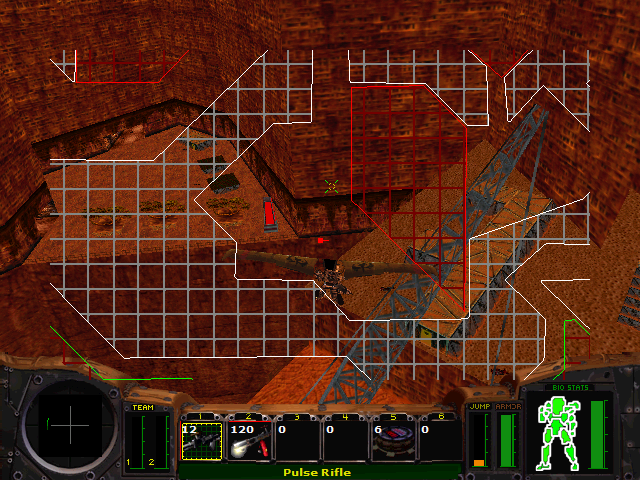 TEAM
1 2
1 2 3 4 5 6
12 120 0 0 6 0
Pulse Rifle
JUMP ARMOR
BIO STATS